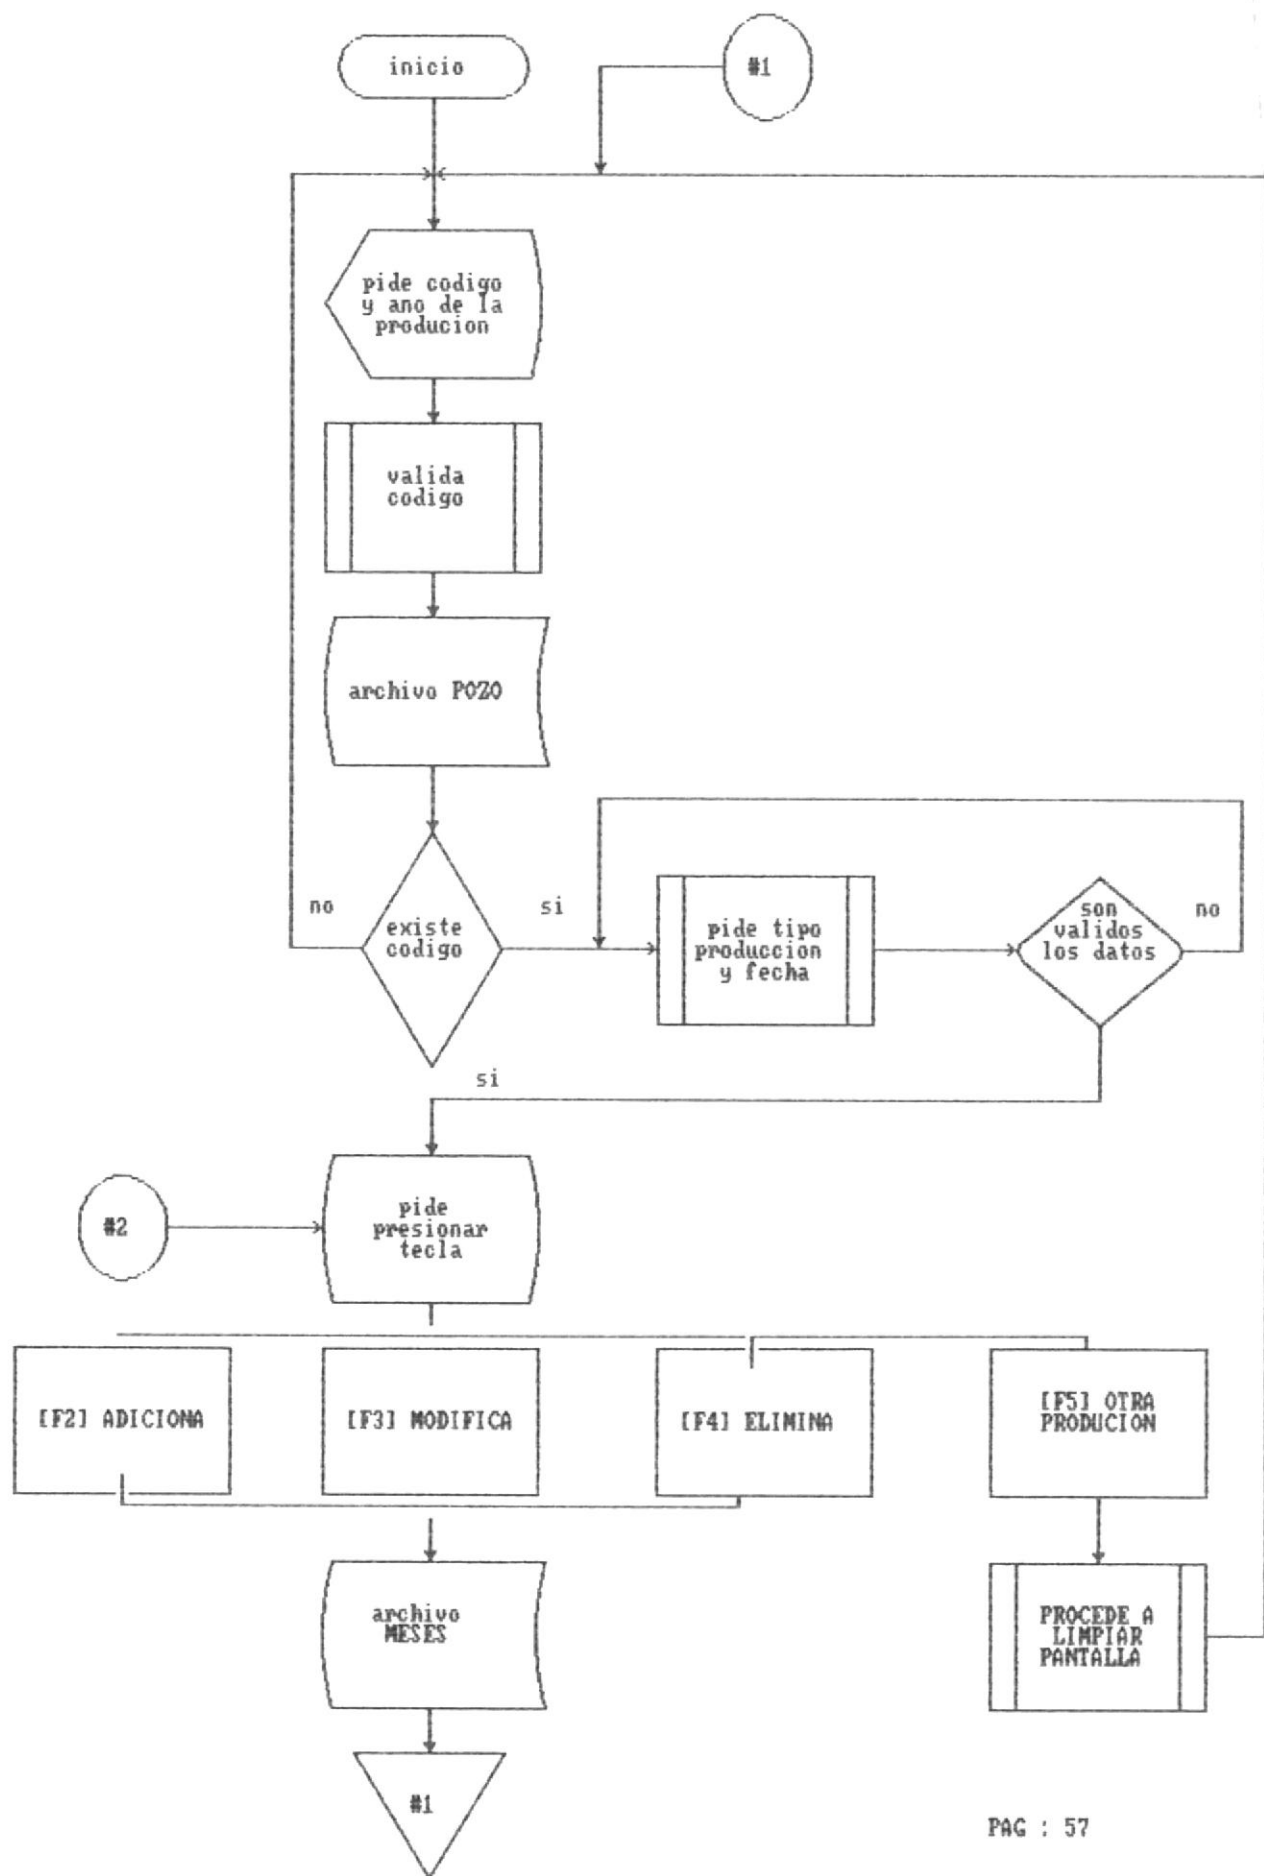 inicio
#1
pide codigo
y ano de la
producion
valida
codigo
archivo POZO
no
existe
codigo
si
pide tipo
produccion
y fecha
son
validos
los datos
no
si
#2
pide
presionar
tecla
[F2] ADICIONA
[F3] MODIFICA
[F4] ELIMINA
[F5] OTRA
PRODUCION
archivo
MESES
PROCEDE A
LIMPIAR
PANTALLA
#1
PAG : 57